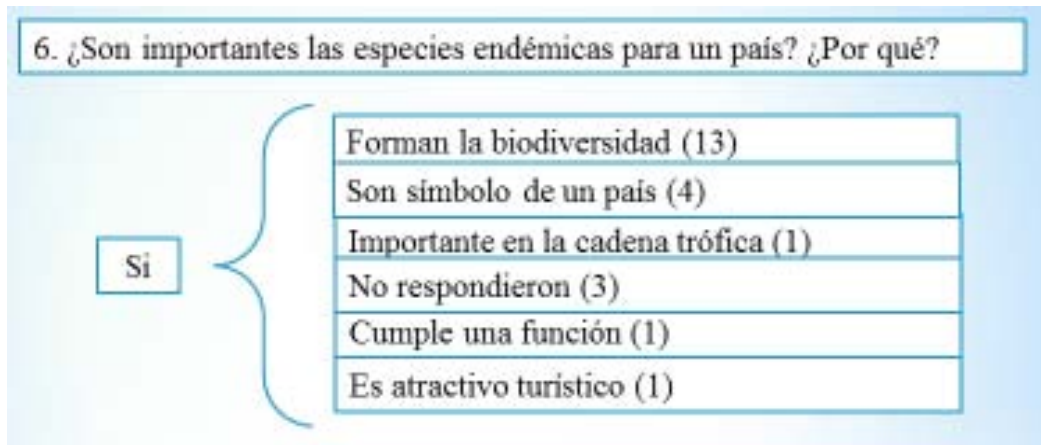 6. ¿Son importantes las especies endémicas para un país? ¿Por qué?
Forman la biodiversidad (13)
Son símbolo de un país (4)
Importante en la cadena trófica (1)
Si
No respondieron (3)
Cumple una función (1)
Es atractivo turístico (1)